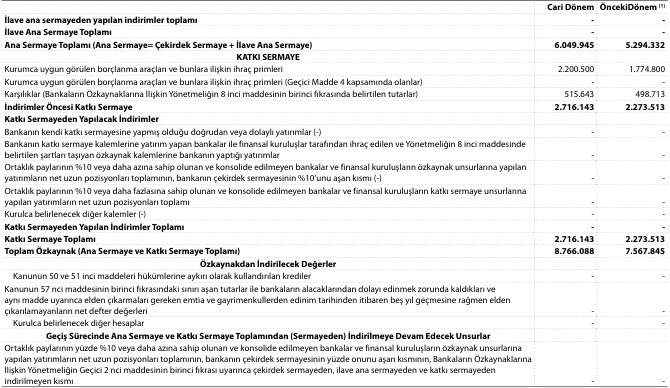 Cari Dönem ÖncekiDönem (1)
İlave ana sermayeden yapılan indirimler toplamı - -
İlave Ana Sermaye Toplamı - -
Ana Sermaye Toplamı (Ana Sermaye= Çekirdek Sermaye + İlave Ana Sermaye) 6.049.945 5.294.332
KATKI SERMAYE
Kurumca uygun görülen borçlanma araçları ve bunlara ilişkin ihraç primleri 2.200.500 1.774.800
Kurumca uygun görülen borçlanma araçları ve bunlara ilişkin ihraç primleri (Geçici Madde 4 kapsamında olanlar) - -
Karşılıklar (Bankaların Özkaynaklarına İlişkin Yönetmeliğin 8 inci maddesinin birinci fıkrasında belirtilen tutarlar) 515.643 498.713
İndirimler Öncesi Katkı Sermaye 2.716.143 2.273.513
Katkı Sermayeden Yapılacak İndirimler
Bankanın kendi katkı sermayesine yapmış olduğu doğrudan veya dolaylı yatırımlar (-) - -
Bankanın katkı sermaye kalemlerine yatırım yapan bankalar ile finansal kuruluşlar tarafından ihraç edilen ve Yönetmeliğin 8 inci maddesinde
belirtilen şartları taşıyan özkaynak kalemlerine bankanın yaptığı yatırımlar - -
Ortaklık paylarının %10 veya daha azına sahip olunan ve konsolide edilmeyen bankalar ve finansal kuruluşların özkaynak unsurlarına yapılan
yatırımların net uzun pozisyonları toplamının, bankanın çekirdek sermayesinin %10'unu aşan kısmı (-) - -
Ortaklık paylarının %10 veya daha fazlasına sahip olunan ve konsolide edilmeyen bankalar ve finansal kuruluşların katkı sermaye unsurlarına
yapılan yatırımların net uzun pozisyonları toplamı - -
Kurulca belirlenecek diğer kalemler (-) - -
Katkı Sermayeden Yapılan İndirimler Toplamı - -
Katkı Sermaye Toplamı 2.716.143 2.273.513
Toplam Özkaynak (Ana Sermaye ve Katkı Sermaye Toplamı) 8.766.088 7.567.845
Özkaynakdan İndirilecek Değerler
Kanunun 50 ve 51 inci maddeleri hükümlerine aykırı olarak kullandırılan krediler - -
Kanunun 57 nci maddesinin birinci fıkrasındaki sınırı aşan tutarlar ile bankaların alacaklarından dolayı edinmek zorunda kaldıkları ve
aynı madde uyarınca elden çıkarmaları gereken emtia ve gayrimenkullerden edinim tarihinden itibaren beş yıl geçmesine rağmen elden
çıkarılamayanların net defter değerleri - -
Kurulca belirlenecek diğer hesaplar - -
Geçiş Sürecinde Ana Sermaye ve Katkı Sermaye Toplamından (Sermayeden) İndirilmeye Devam Edecek Unsurlar
Ortaklık paylarının yüzde %10 veya daha azına sahip olunan ve konsolide edilmeyen bankalar ve finansal kuruluşların özkaynak unsurlarına
yapılan yatırımların net uzun pozisyonları toplamının, bankanın çekirdek sermayesinin yüzde onunu aşan kısmının, Bankaların Özkaynaklarına
İlişkin Yönetmeliğin Geçici 2 nci maddesinin birinci fıkrası uyarınca çekirdek sermayeden, ilave ana sermayeden ve katkı sermayeden
indirilmeyen kısmı - -